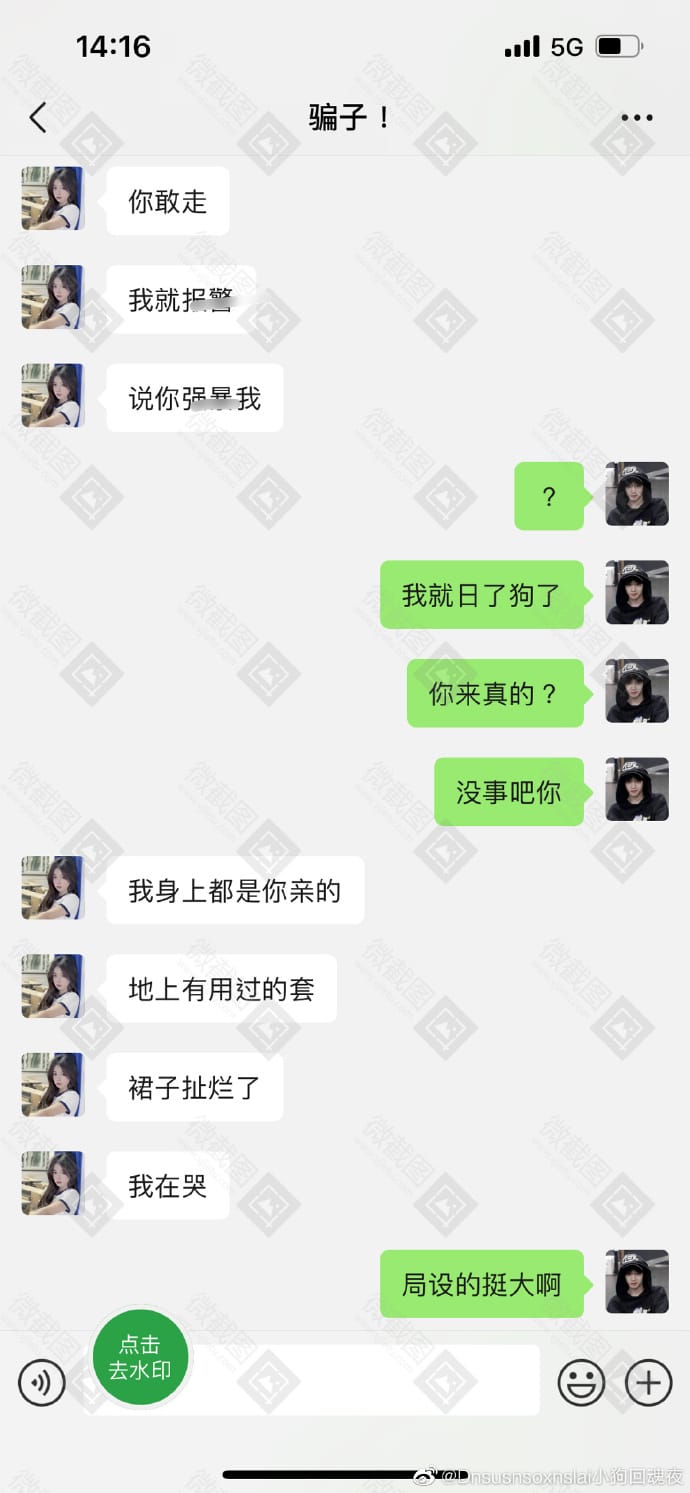 14:16
5G
骗子！
你敢走
我就报警
说你强暴我
？
我就日了狗了
你来真的？
没事吧你
我身上都是你亲的
地上有用过的套
裙子扯烂了
我在哭
局设的挺大啊
点击
去水印
微截图
@Dnsusnsoxnslai小狗回魂夜